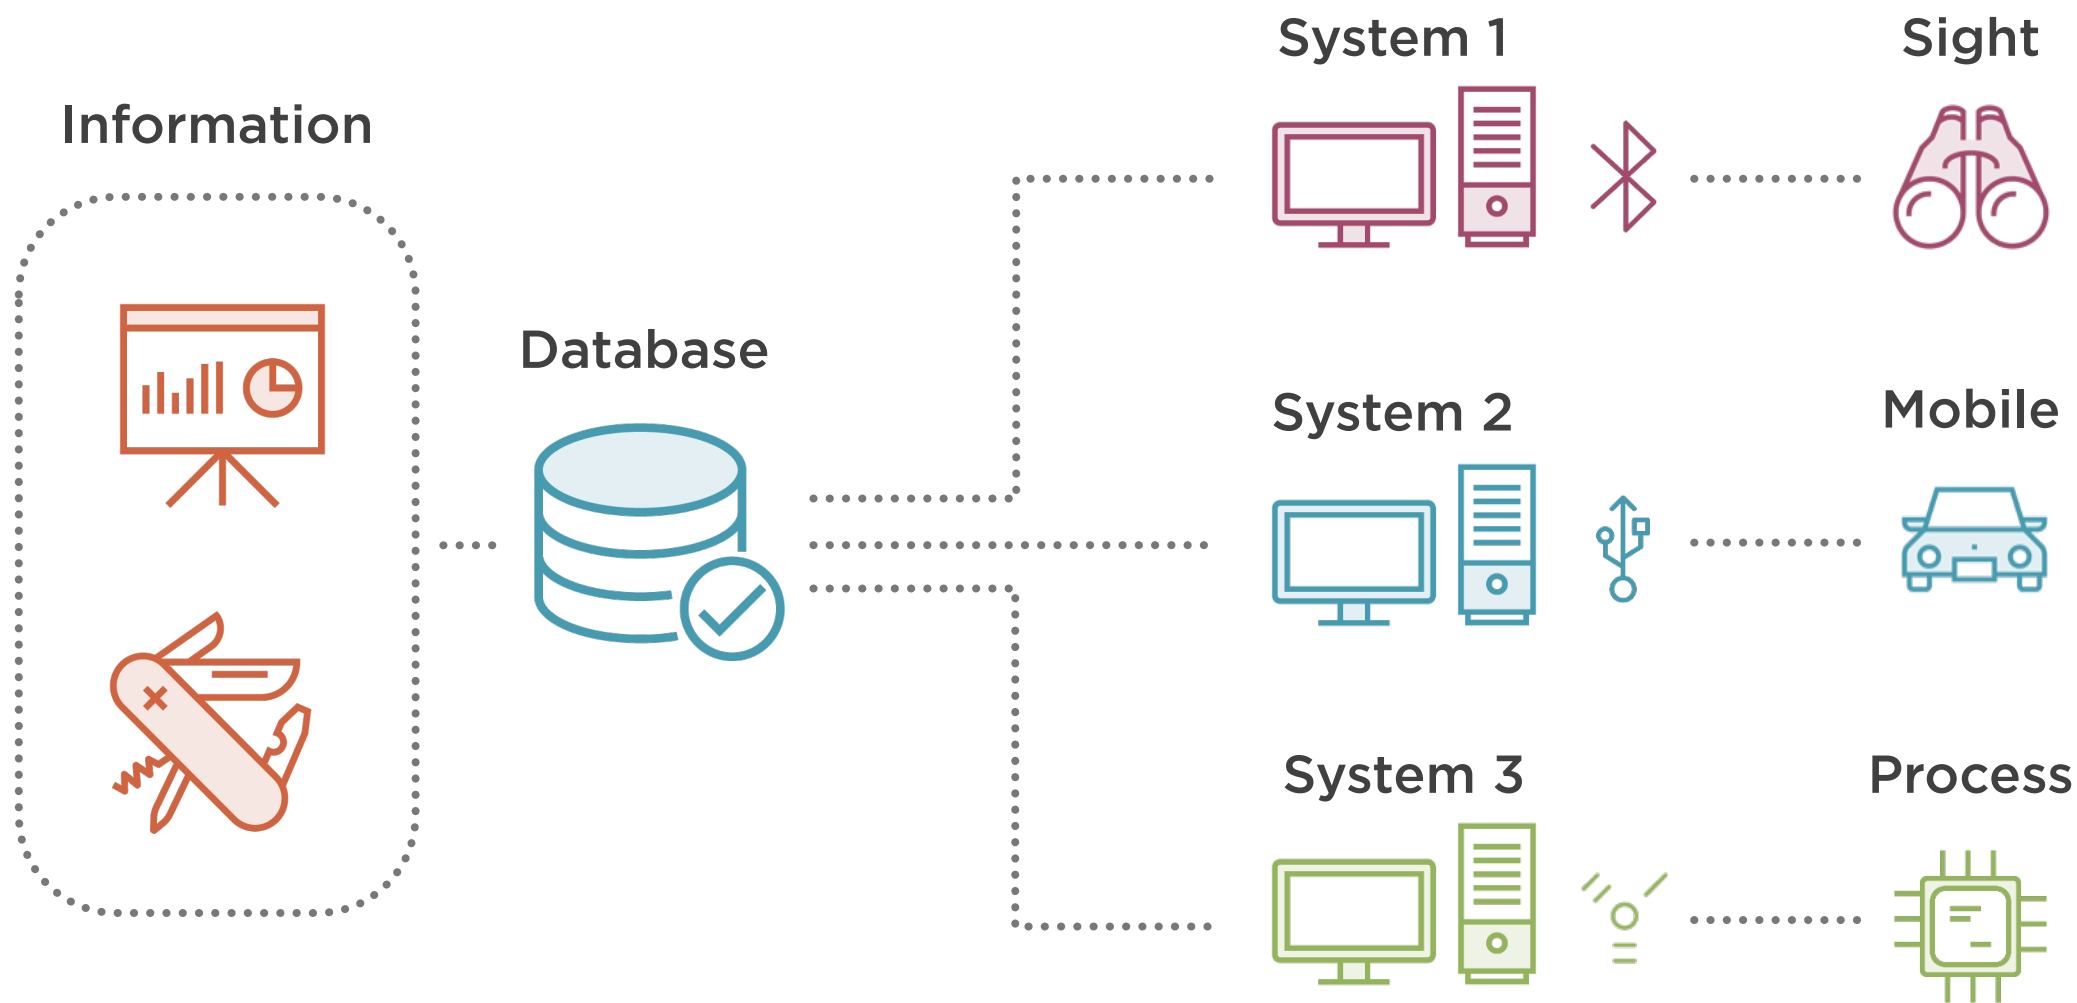 Information
Database
System 1
Sight
System 2
Mobile
System 3
Process